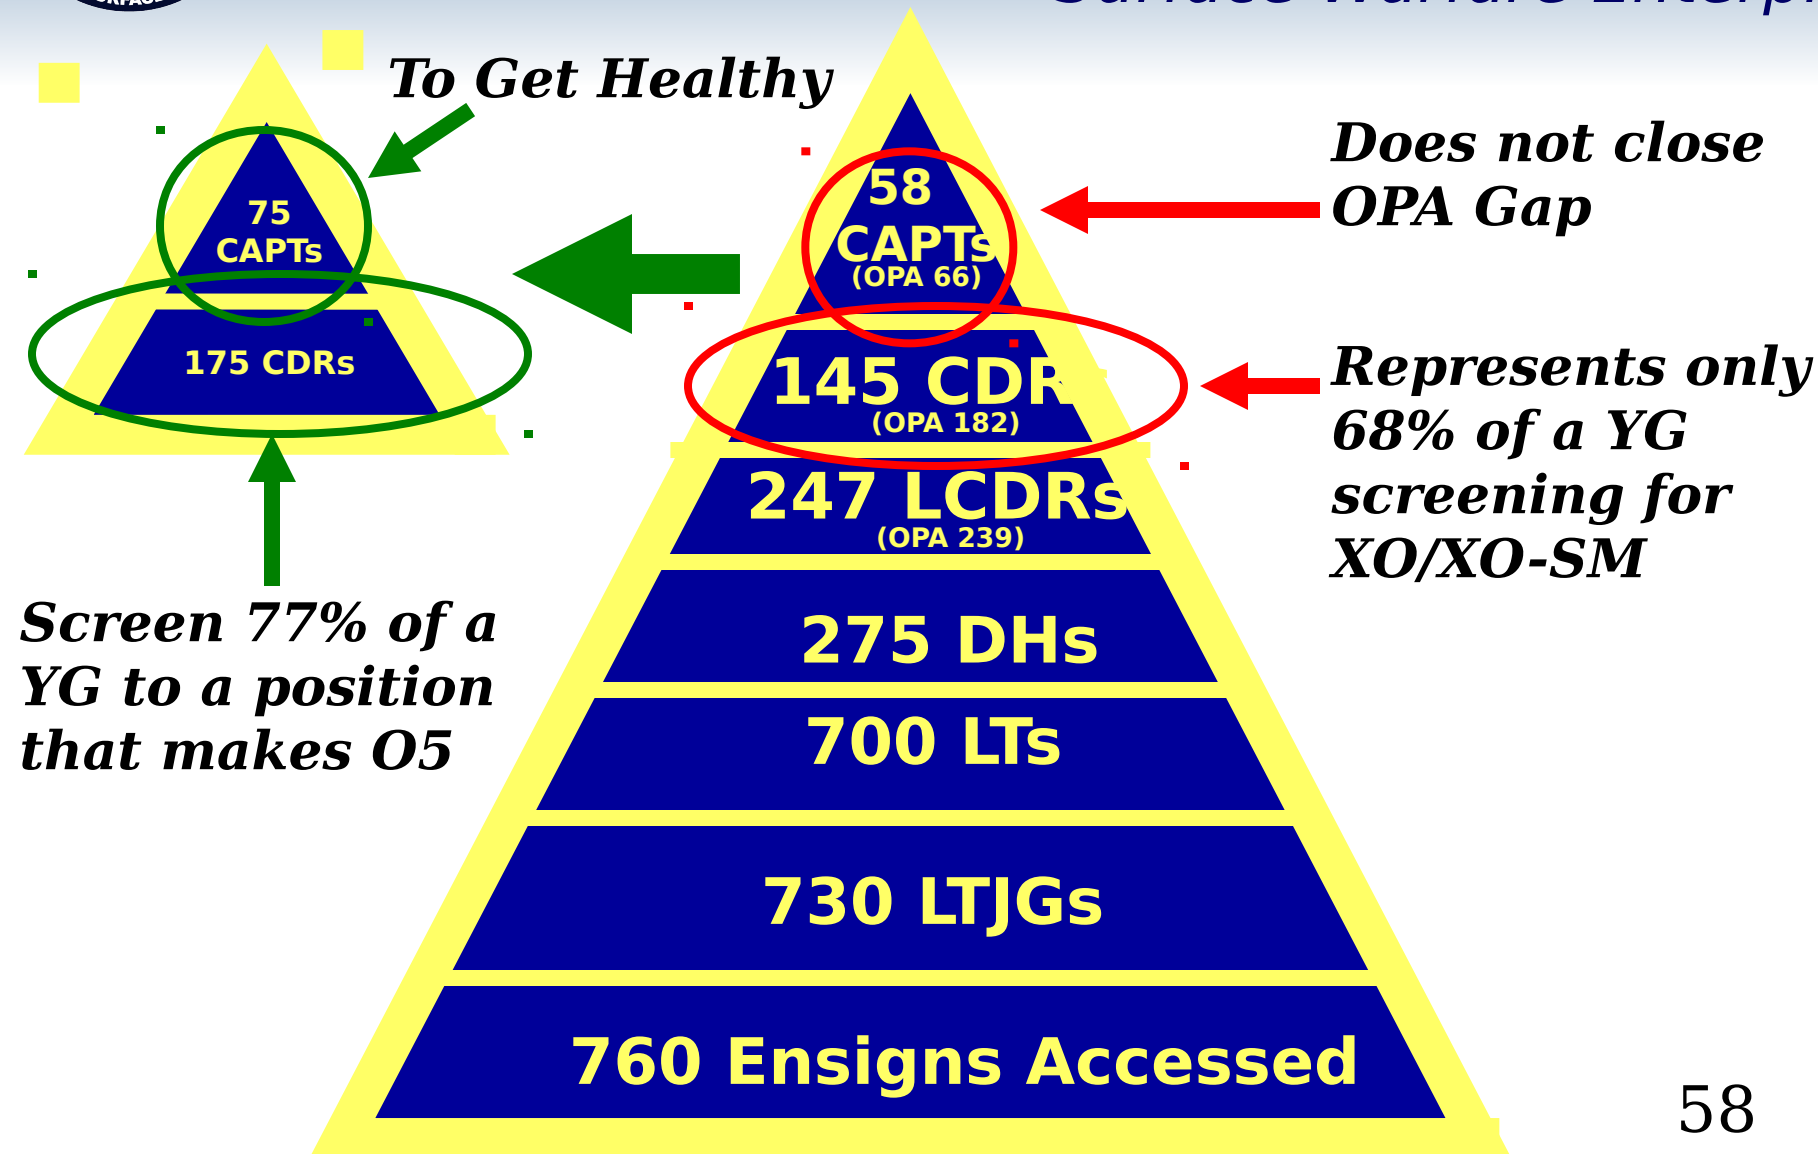 To Get Healthy
75
CAPTs
175 CDRs
Screen 77% of a
YG to a position
that makes O5
58
CAPTs
(OPA 66)
145 CDR
(OPA 182)
247 LCDRs
(OPA 239)
275 DHs
700 LTs
730 LTJGs
760 Ensigns Accessed
Does not close
OPA Gap
Represents only
68% of a YG
screening for
XO/XO-SM
58